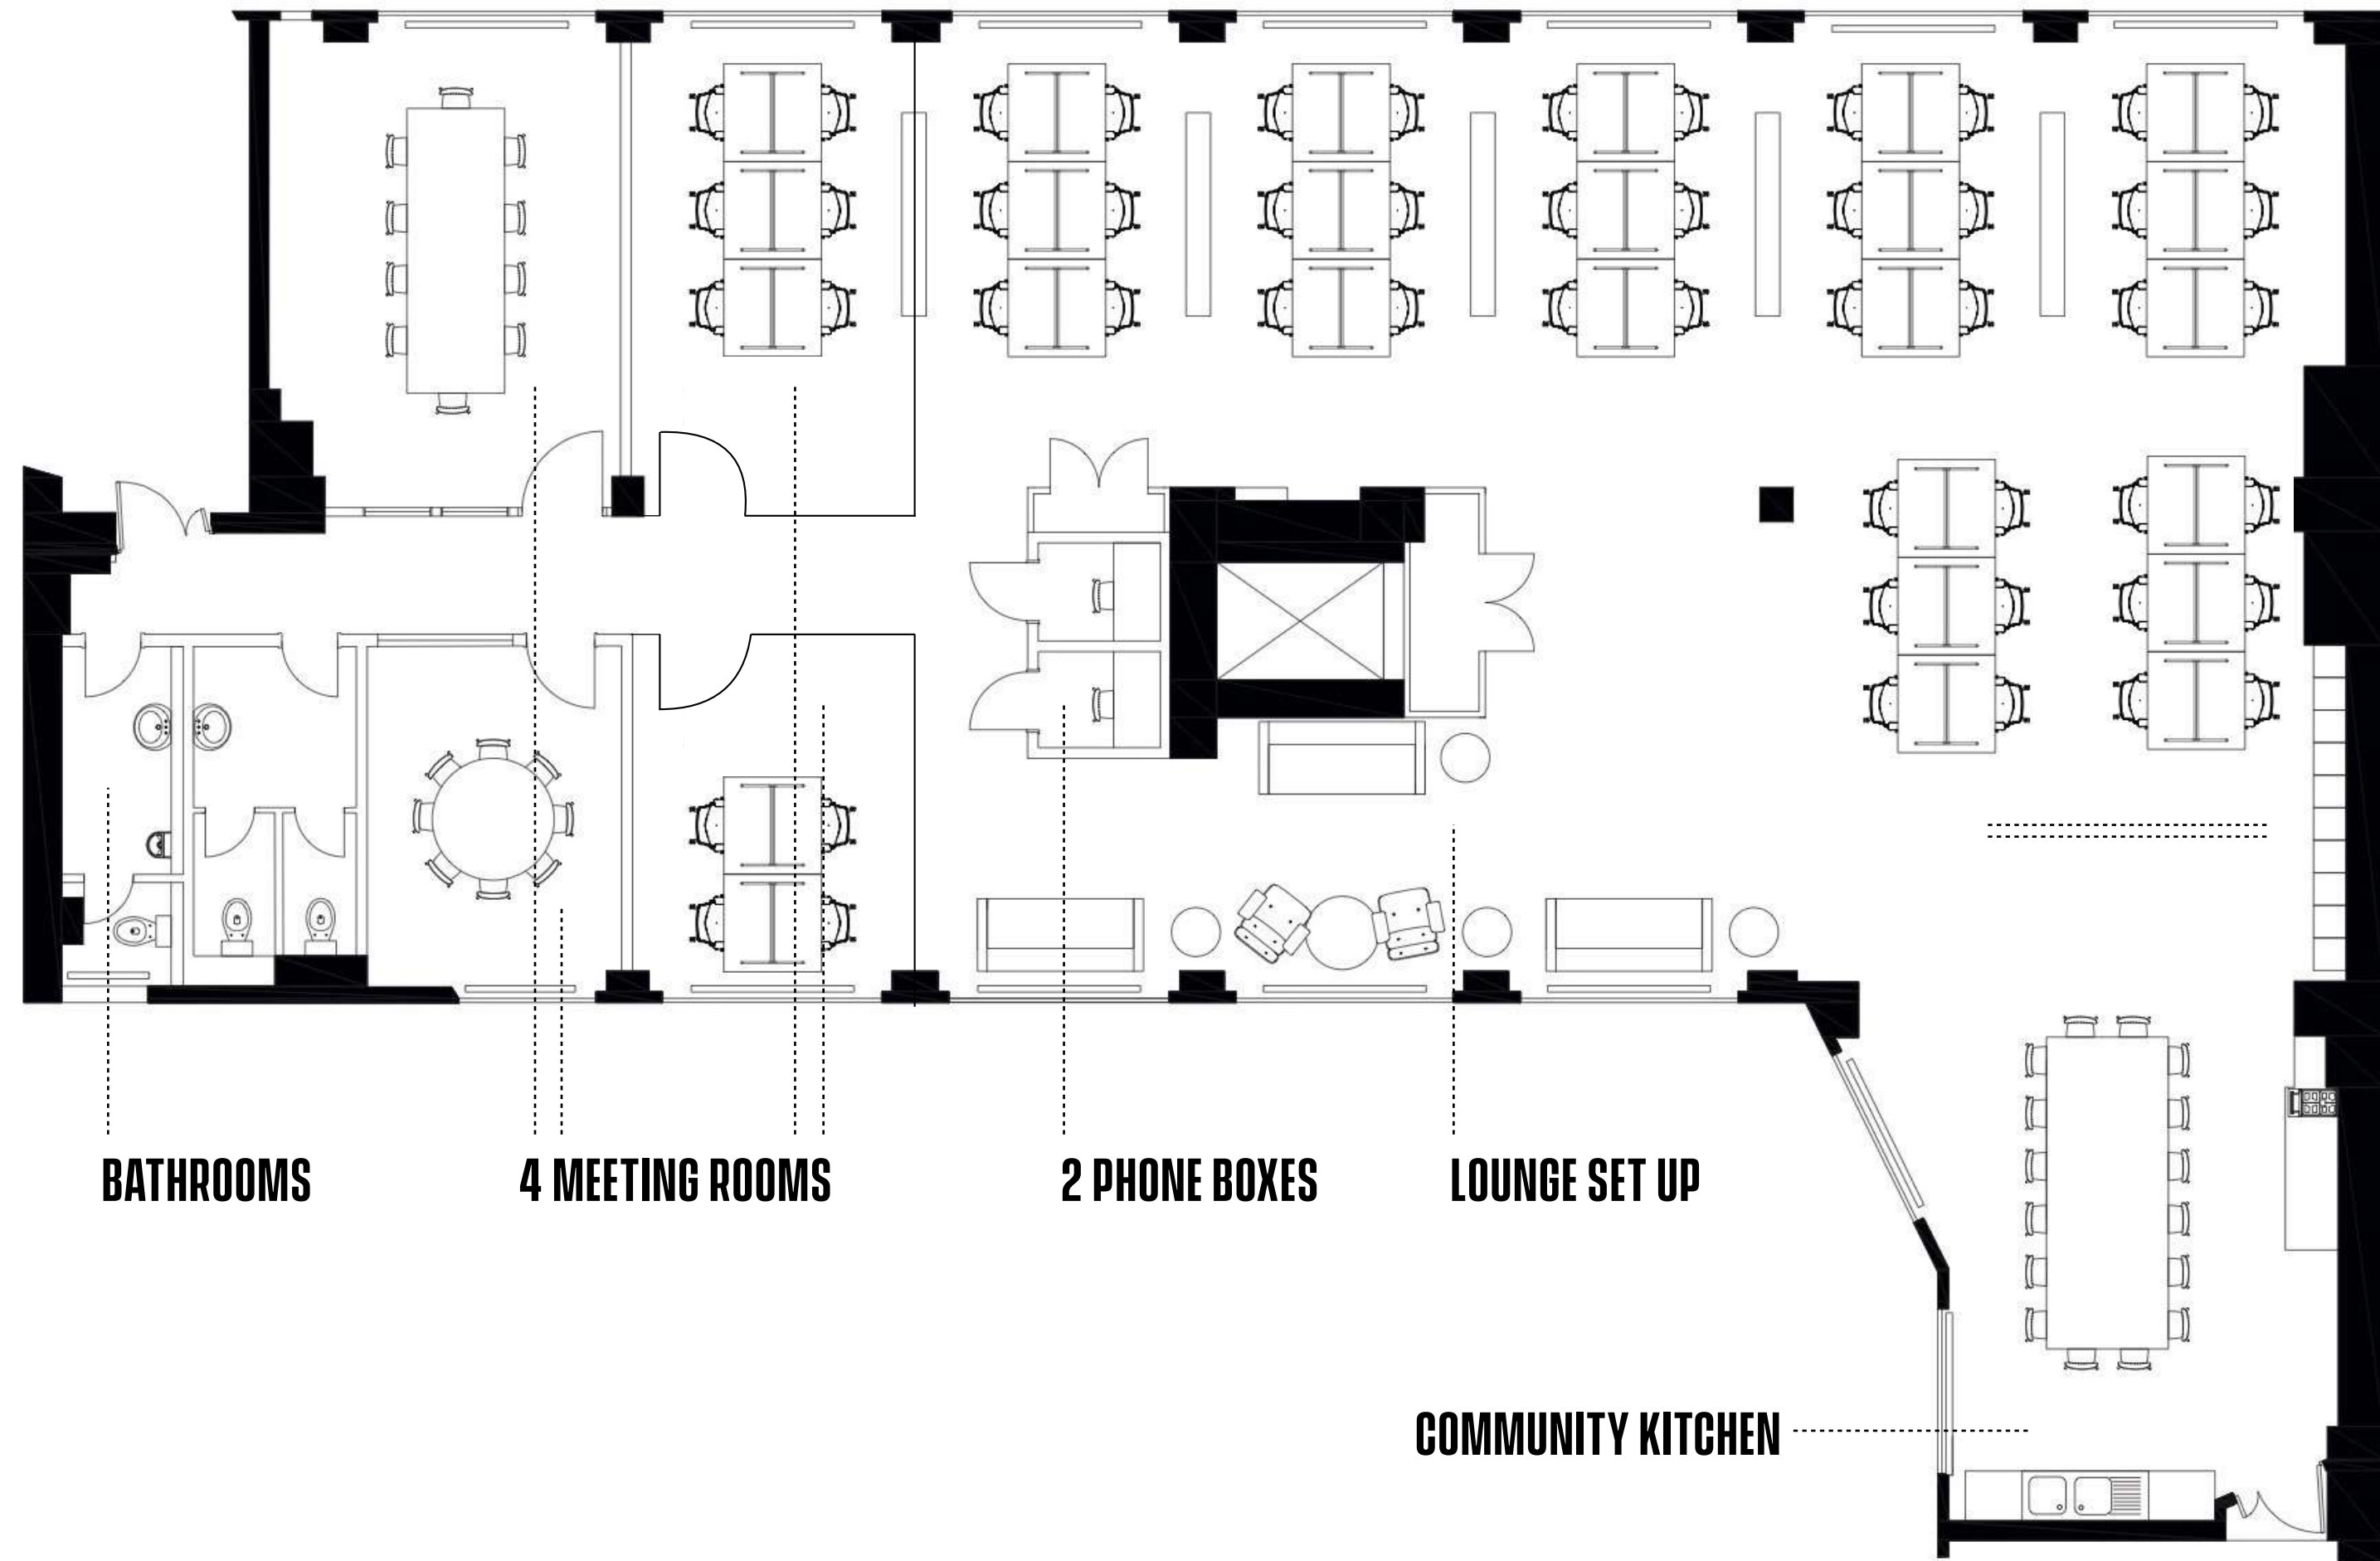 BATHROOMS
4 MEETING ROOMS
2 PHONE BOXES
LOUNGE SET UP
COMMUNITY KITCHEN